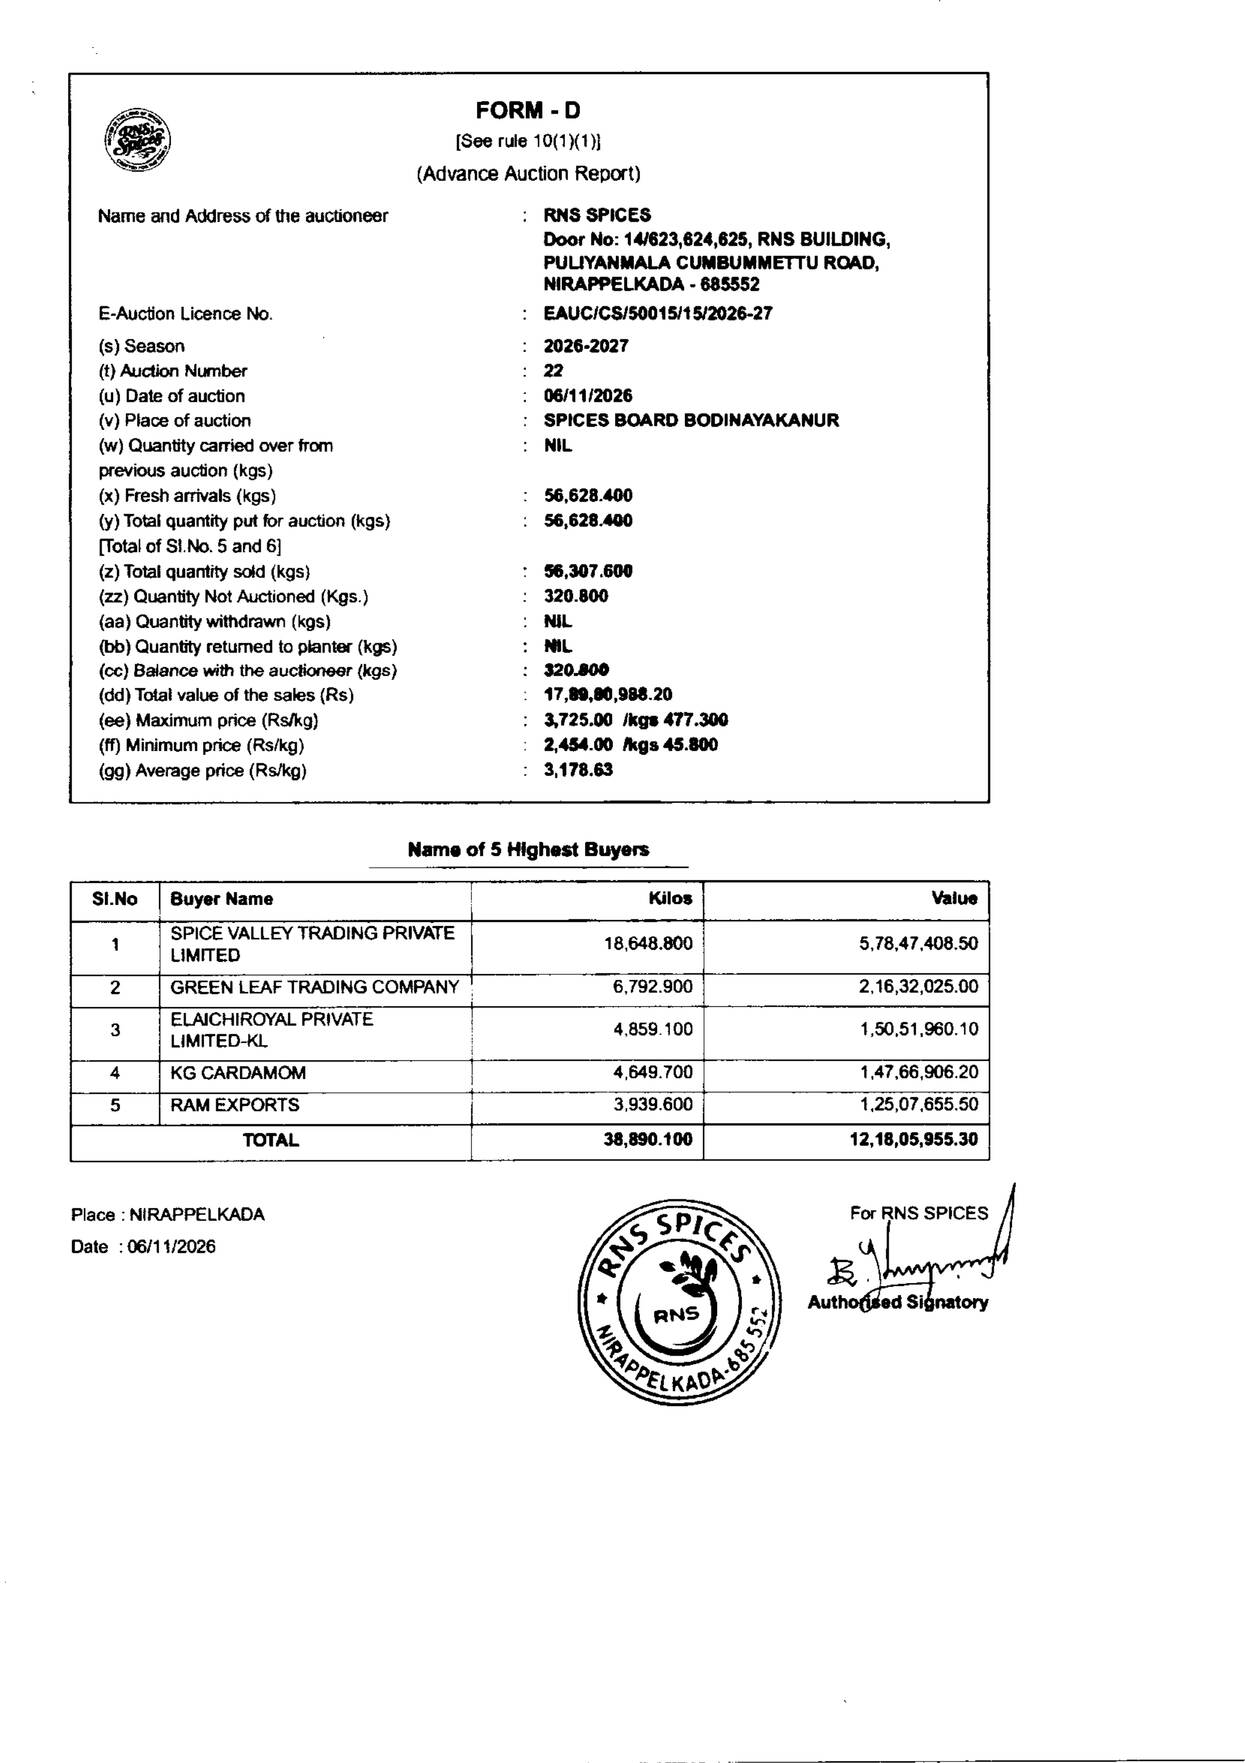 RNS
Spices
FORM - D
[See rule 10(1)(1)]
(Advance Auction Report)
Name and Address of the auctioneer : RNS SPICES
Door No: 14/623,624,625, RNS BUILDING,
PULIYANMALA CUMBUMMETTU ROAD,
NIRAPPELKADA - 685552
E-Auction Licence No. : EAUC/CS/50015/15/2026-27
(s) Season : 2026-2027
(t) Auction Number : 22
(u) Date of auction : 06/11/2026
(v) Place of auction : SPICES BOARD BODINAYAKANUR
(w) Quantity carried over from : NIL
previous auction (kgs)
(x) Fresh arrivals (kgs) : 56,628.400
(y) Total quantity put for auction (kgs) : 56,628.400
[Total of SI.No. 5 and 6]
(z) Total quantity sold (kgs) : 56,307.600
(zz) Quantity Not Auctioned (Kgs.) : 320.800
(aa) Quantity withdrawn (kgs) : NIL
(bb) Quantity returned to planter (kgs) : NIL
(cc) Balance with the auctioneer (kgs) : 320.800
(dd) Total value of the sales (Rs) : 17,89,80,988.20
(ee) Maximum price (Rs/kg) : 3,725.00 /kgs 477.300
(ff) Minimum price (Rs/kg) : 2,454.00 /kgs 45.800
(gg) Average price (Rs/kg) : 3,178.63
Name of 5 Highest Buyers
SI.No Buyer Name Kilos Value
1 SPICE VALLEY TRADING PRIVATE LIMITED 18,648.800 5,78,47,408.50
2 GREEN LEAF TRADING COMPANY 6,792.900 2,16,32,025.00
3 ELAICHIROYAL PRIVATE LIMITED-KL 4,859.100 1,50,51,960.10
4 KG CARDAMOM 4,649.700 1,47,66,906.20
5 RAM EXPORTS 3,939.600 1,25,07,655.50
TOTAL 38,890.100 12,18,05,955.30
Place : NIRAPPELKADA
Date : 06/11/2026
RNS SPICES
RNS
NIRAPPELKADA-685 552
For RNS SPICES
Authorised Signatory